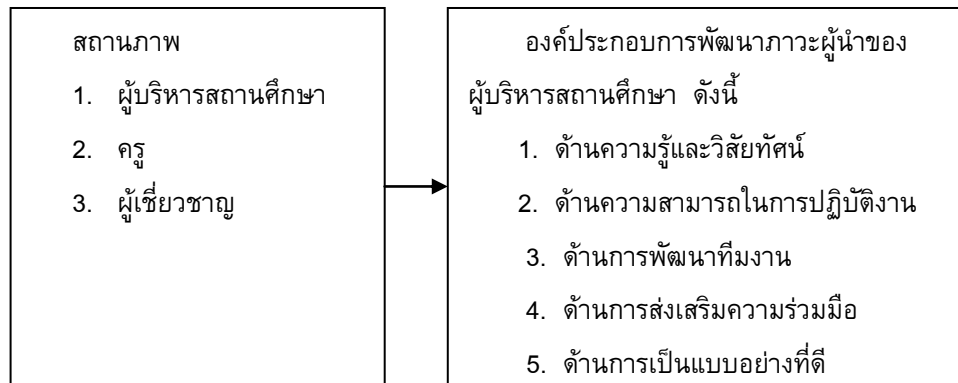 สถานภาพ
1. ผู้บริหารสถานศึกษา
2. ครู
3. ผู้เชี่ยวชาญ
องค์ประกอบการพัฒนาภาวะผู้นำของ
ผู้บริหารสถานศึกษา ดังนี้
1. ด้านความรู้และวิสัยทัศน์
2. ด้านความสามารถในการปฏิบัติงาน
3. ด้านการพัฒนาทีมงาน
4. ด้านการส่งเสริมความร่วมมือ
5. ด้านการเป็นแบบอย่างที่ดี